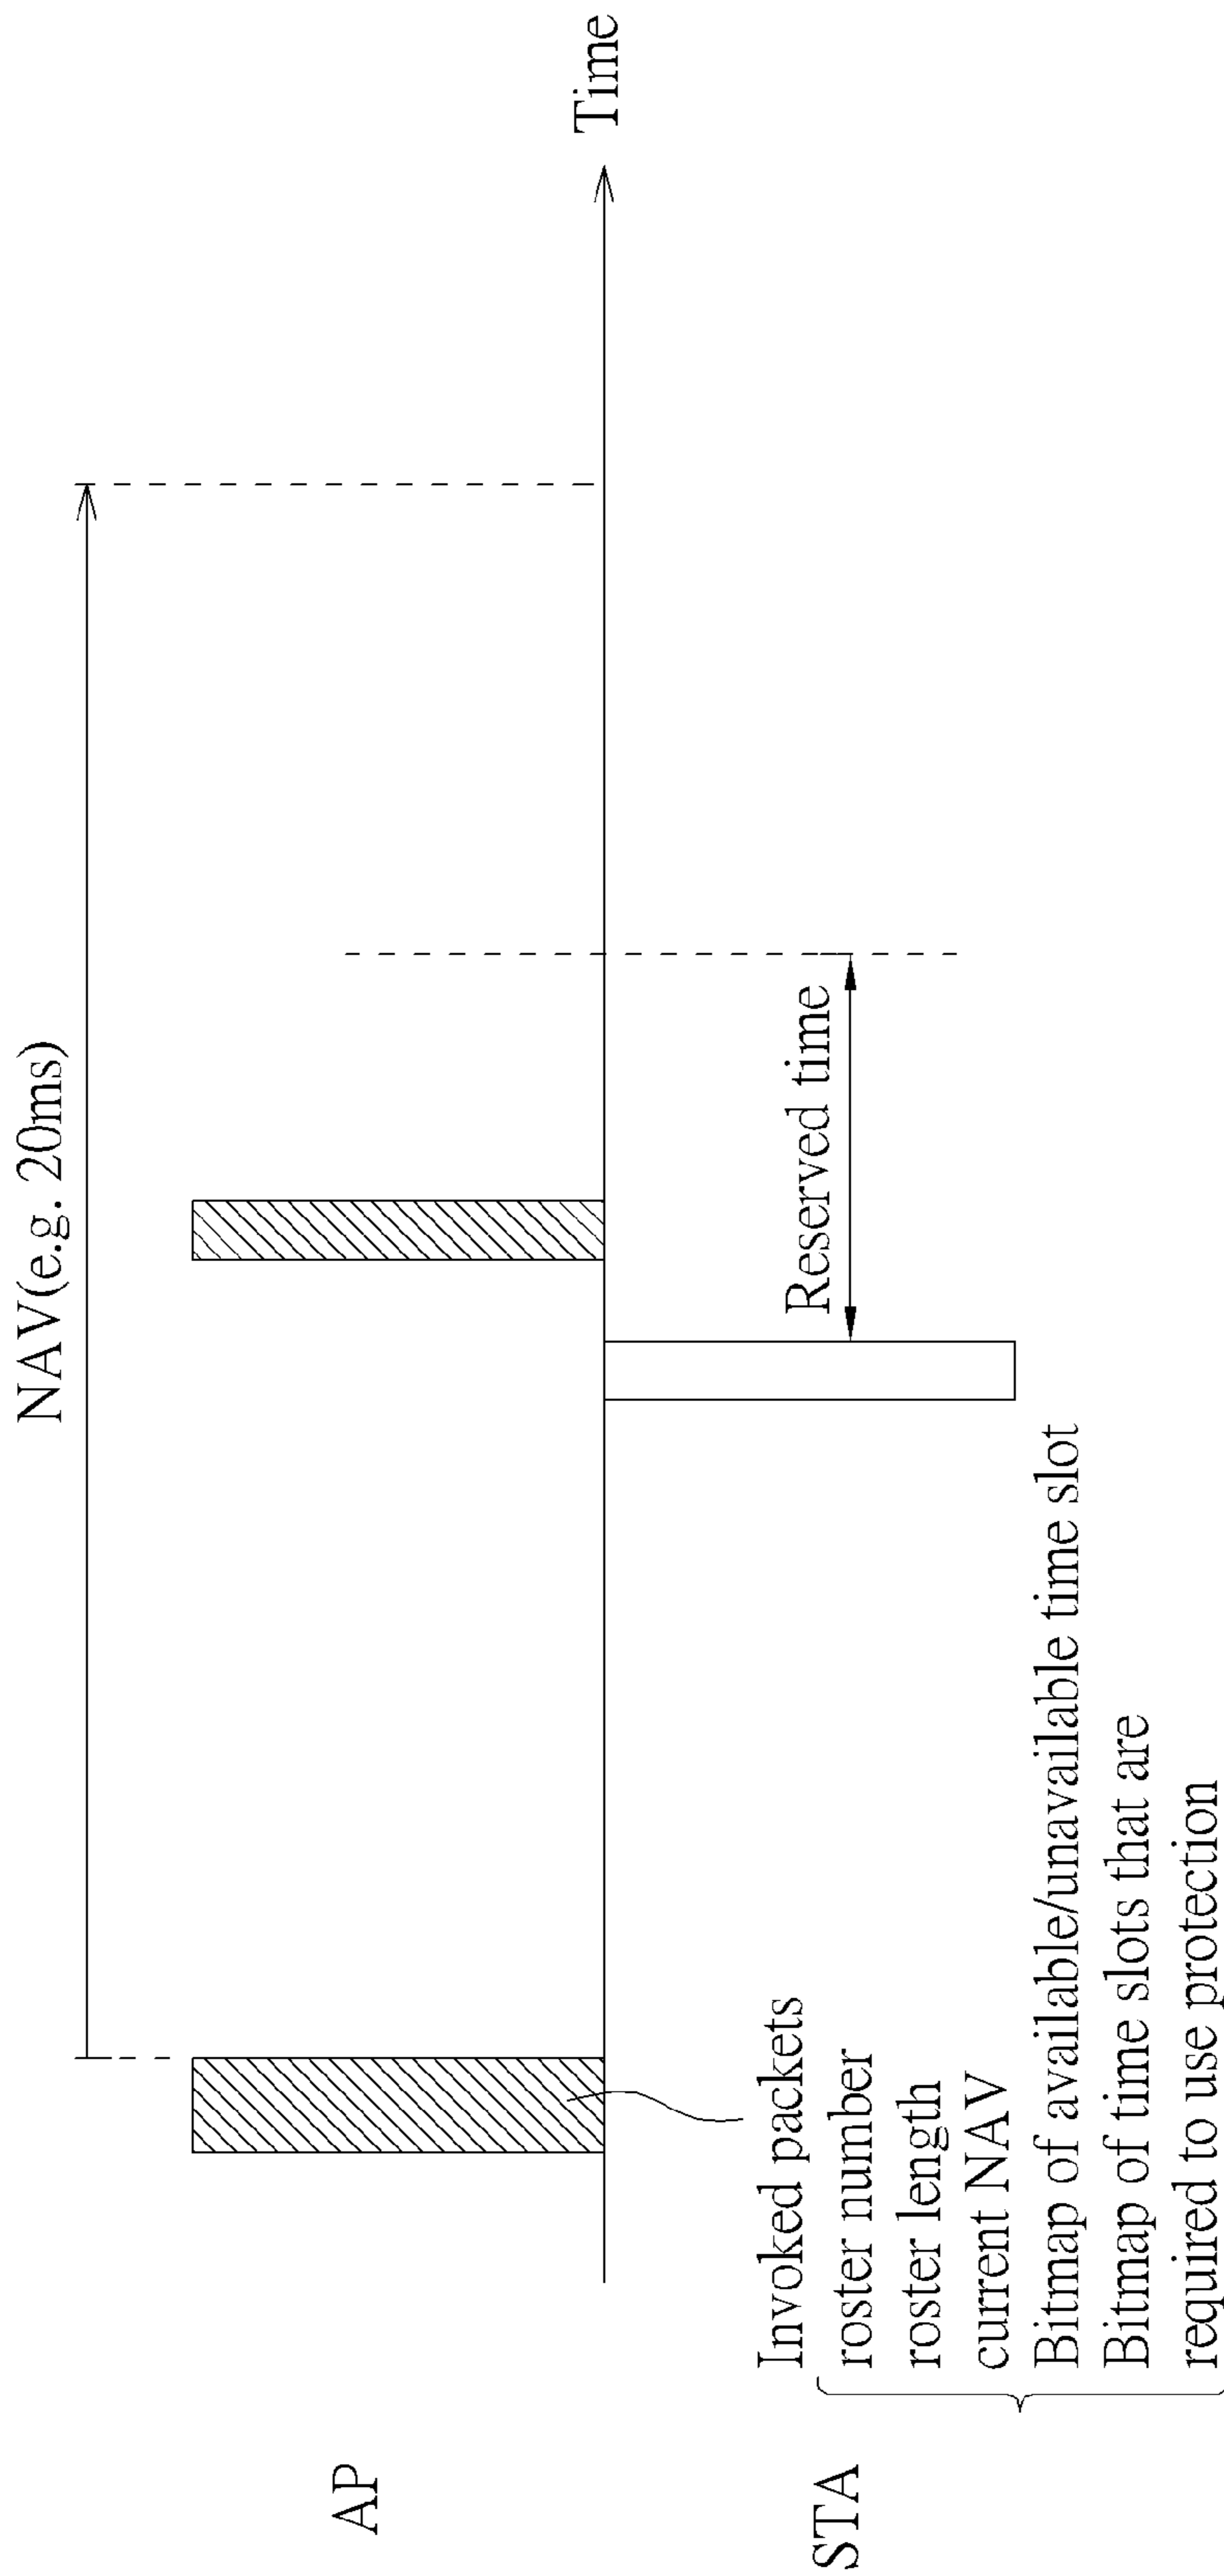 NAV(e.g. 20ms)
AP
Time
Reserved time
STA
Invoked packets
roster number
roster length
current NAV
Bitmap of available/unavailable time slot
Bitmap of time slots that are
required to use protection